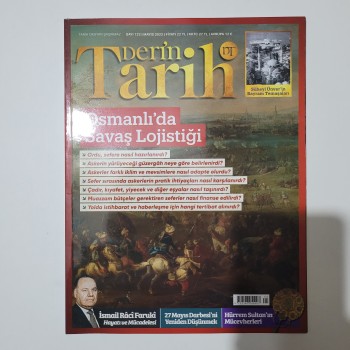 Derin
Tarih
Osmanlı'da
Savaş Lojistiği
» Ordu, sefere nasıl hazırlanırdı?
» Askerin yürüyeceği güzergâh neye göre belirlenirdi?
» Askerler farklı iklim ve mevsimlere nasıl adapte olurdu?
» Sefer sırasında askerlerin pratik ihtiyaçları nasıl karşılanırdı?
» Çadır, kıyafet, yiyecek ve diğer eşyalar nasıl taşınırdı?
» Muazzam bütçeler gerektiren seferler nasıl finanse edilirdi?
» Yolda istihbarat ve haberleşme için hangi tertibat alınırdı?
İsmail Râci Farukî
Hayatı ve Mücadelesi
27 Mayıs Darbesi'ni
Yeniden Düşünmek
Hürrem Sultan'ın
Mücevherleri